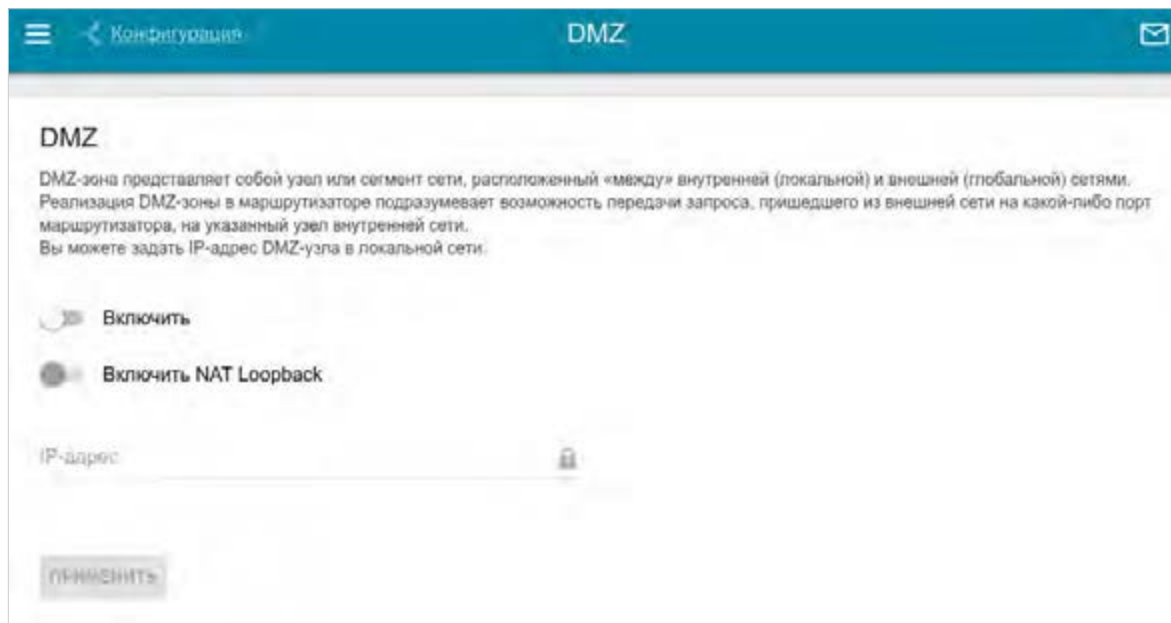 Конфигурация DMZ
DMZ
DMZ-зона представляет собой узел или сегмент сети, расположенный «между» внутренней (локальной) и внешней (глобальной) сетями.
Реализация DMZ-зоны в маршрутизаторе подразумевает возможность передачи запроса, пришедшего из внешней сети на какой-либо порт
маршрутизатора, на указанный узел внутренней сети.
Вы можете задать IP-адрес DMZ-узла в локальной сети.
Включить
Включить NAT Loopback
IP-адрес
ПРИМЕНИТЬ